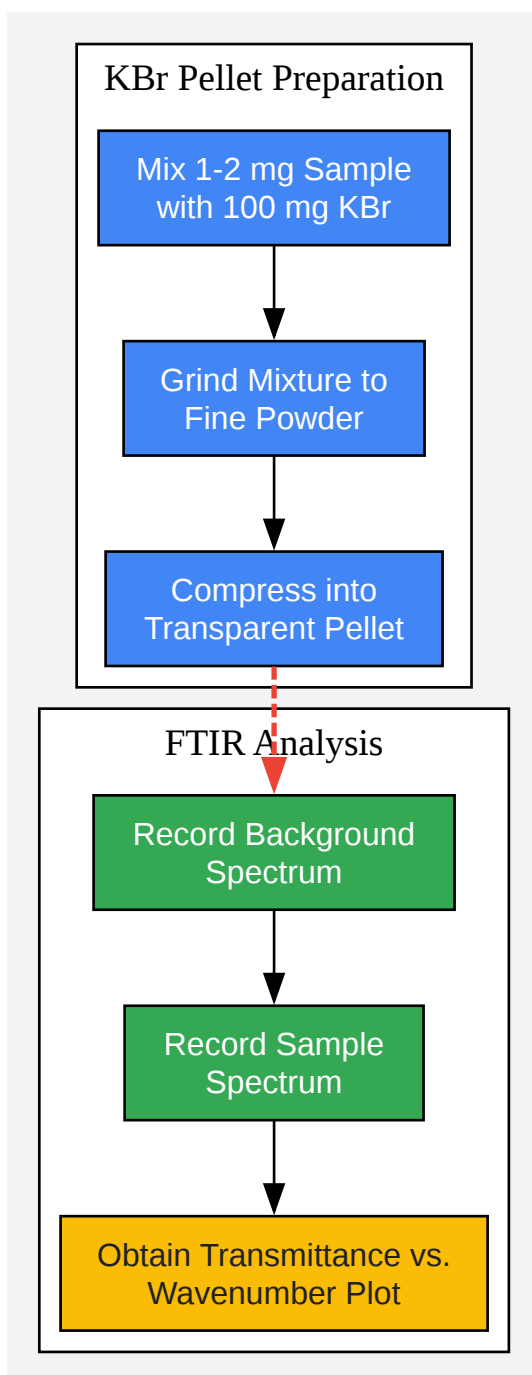 KBr Pellet Preparation
Mix 1-2 mg Sample
with 100 mg KBr
Grind Mixture to
Fine Powder
Compress into
Transparent Pellet
FTIR Analysis
Record Background
Spectrum
Record Sample
Spectrum
Obtain Transmittance vs.
Wavenumber Plot